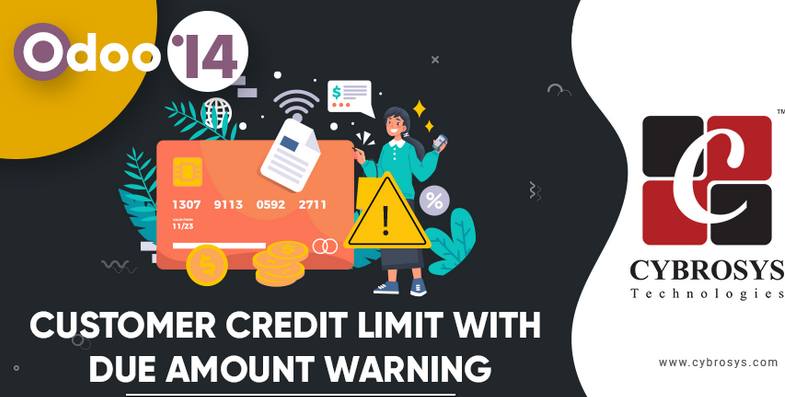 Odoo 14
1307 9113 0592 2711
11/23
CUSTOMER CREDIT LIMIT WITH
DUE AMOUNT WARNING
TM
CYBROSYS
Technologies
www.cybrosys.com